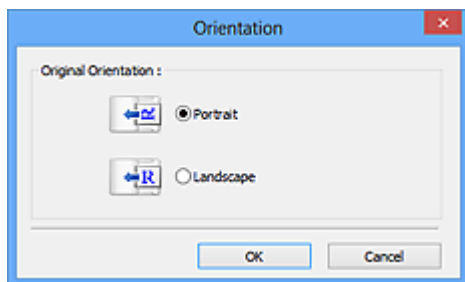 Orientation
Original Orientation :
R
Portrait
R
Landscape
OK
Cancel